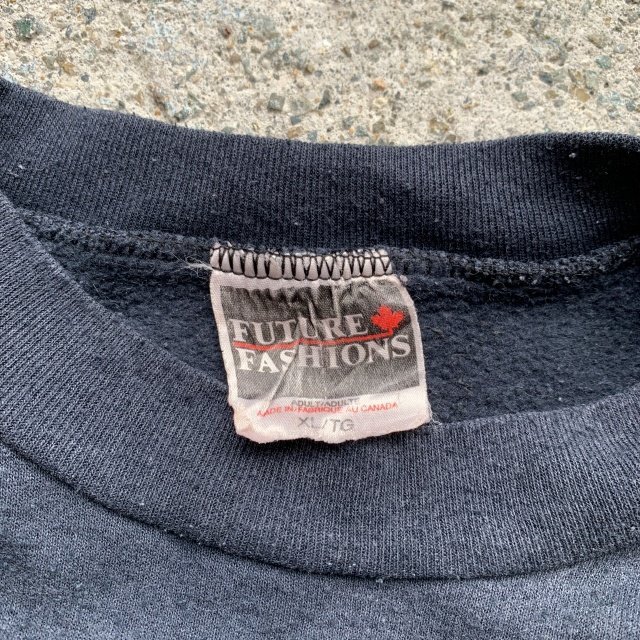 FUTURE
FASHIONS
ADULT/ADULTE
MADE IN/FABRIQUE AU CANADA
XL/TG